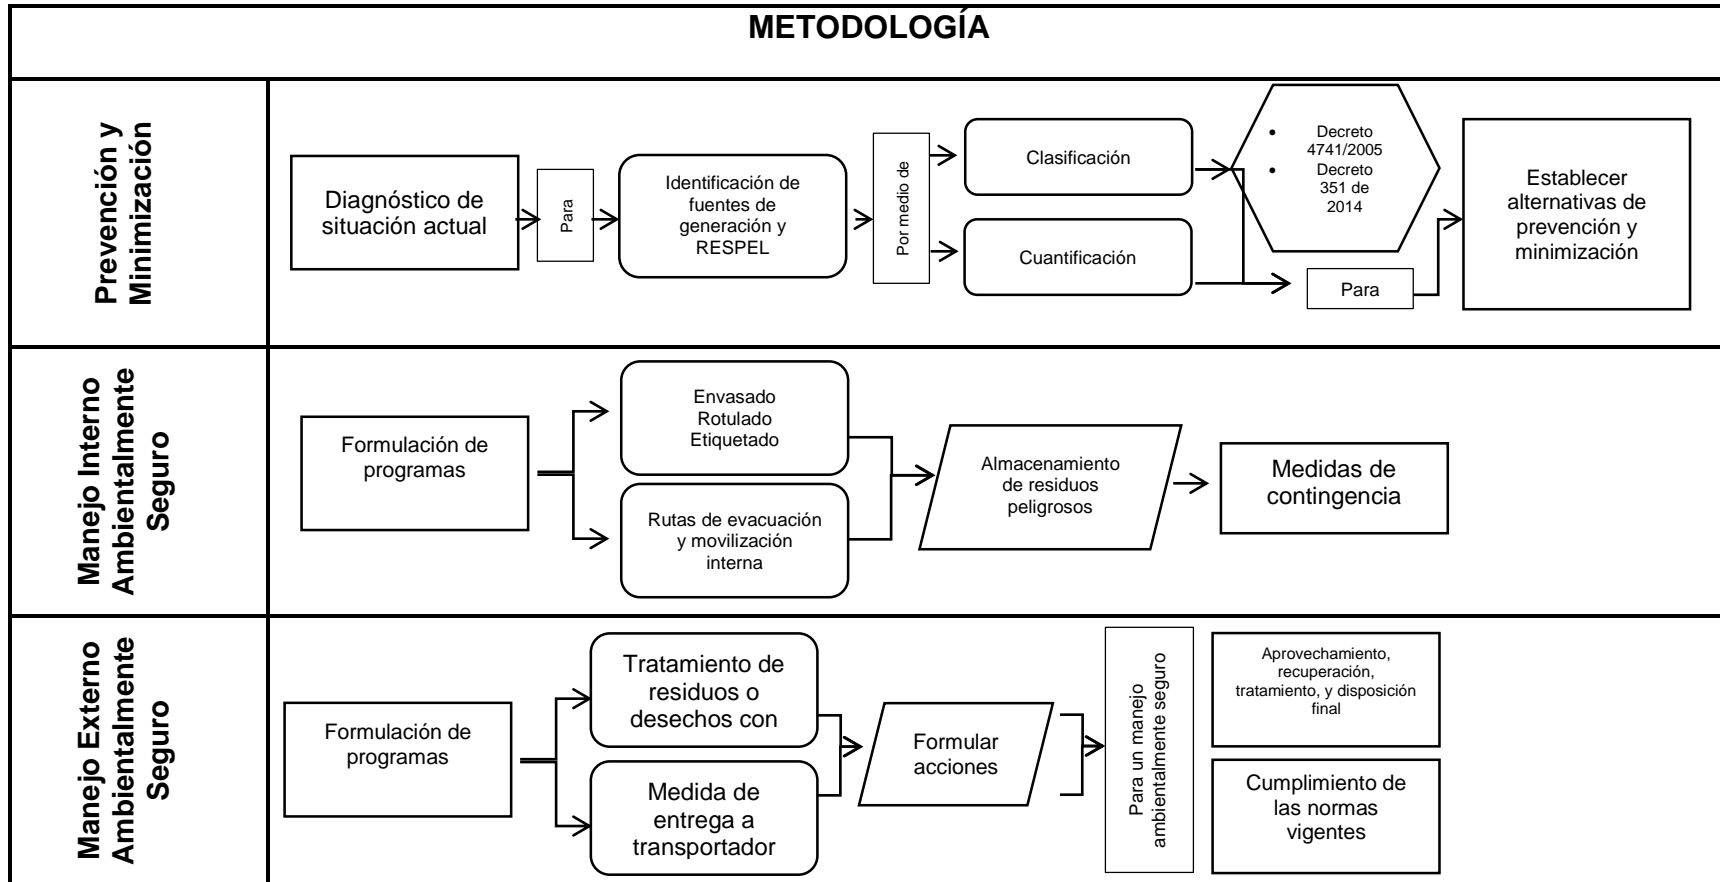 METODOLOGÍA
Prevención y
Minimización
Diagnóstico de
situación actual
Para
Identificación de
fuentes de
generación y
RESPEL
Por medio de
Clasificación
Cuantificación
• Decreto
4741/2005
• Decreto
351 de
2014
Para
Establecer
alternativas de
prevención y
minimización
Manejo Interno
Ambientalmente
Seguro
Formulación de
programas
Envasado
Rotulado
Etiquetado
Rutas de evacuación
y movilización
interna
Almacenamiento
de residuos
peligrosos
Medidas de
contingencia
Manejo Externo
Ambientalmente
Seguro
Formulación de
programas
Tratamiento de
residuos o
desechos con
Medida de
entrega a
transportador
Formular
acciones
Para un manejo
ambientalmente seguro
Aprovechamiento,
recuperación,
tratamiento, y disposición
final
Cumplimiento de
las normas
vigentes